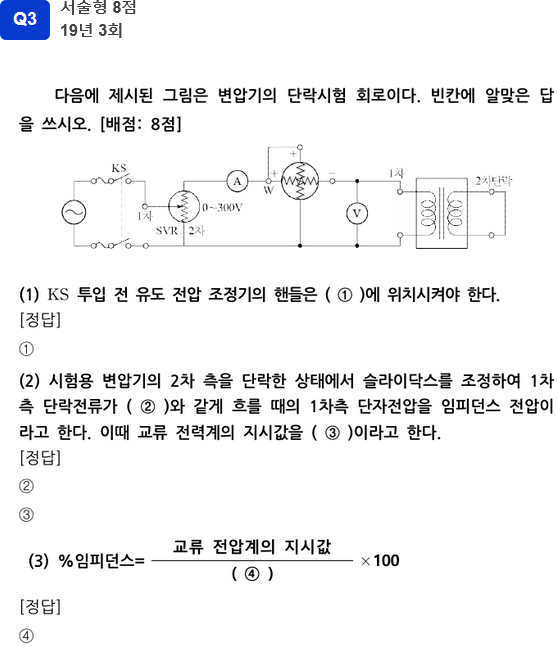 Q3
서술형 8점
19년 3회
다음에 제시된 그림은 변압기의 단락시험 회로이다. 빈칸에 알맞은 답
을 쓰시오. [배점: 8점]
KS
1차
SVR
2차
0~300V
A
W
+
+
−
V
1차
2차단락
(1) KS 투입 전 유도 전압 조정기의 핸들은 ( ① )에 위치시켜야 한다.
[정답]
①
(2) 시험용 변압기의 2차 측을 단락한 상태에서 슬라이닥스를 조정하여 1차
측 단락전류가 ( ② )와 같게 흐를 때의 1차측 단자전압을 임피던스 전압이
라고 한다. 이때 교류 전력계의 지시값을 ( ③ )이라고 한다.
[정답]
②
③
(3) %임피던스= 교류 전압계의 지시값 / ( ④ ) ×100
[정답]
④